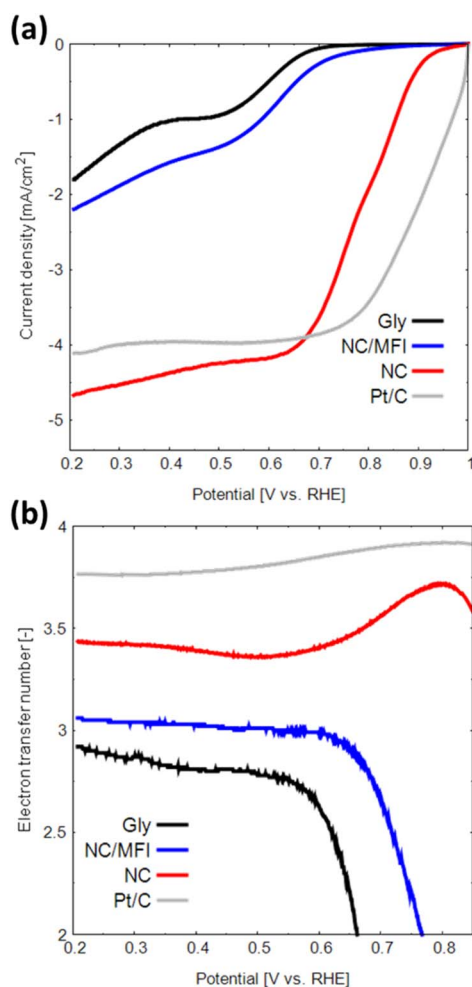 (a)
0
-1
-2
-3
-4
-5
Current density [mA/cm²]
Gly
NC/MFI
NC
Pt/C
0.2 0.3 0.4 0.5 0.6 0.7 0.8 0.9 1
Potential [V vs. RHE]
(b)
4
3.5
3
2.5
2
Electron transfer number [-]
Gly
NC/MFI
NC
Pt/C
0.2 0.3 0.4 0.5 0.6 0.7 0.8
Potential [V vs. RHE]